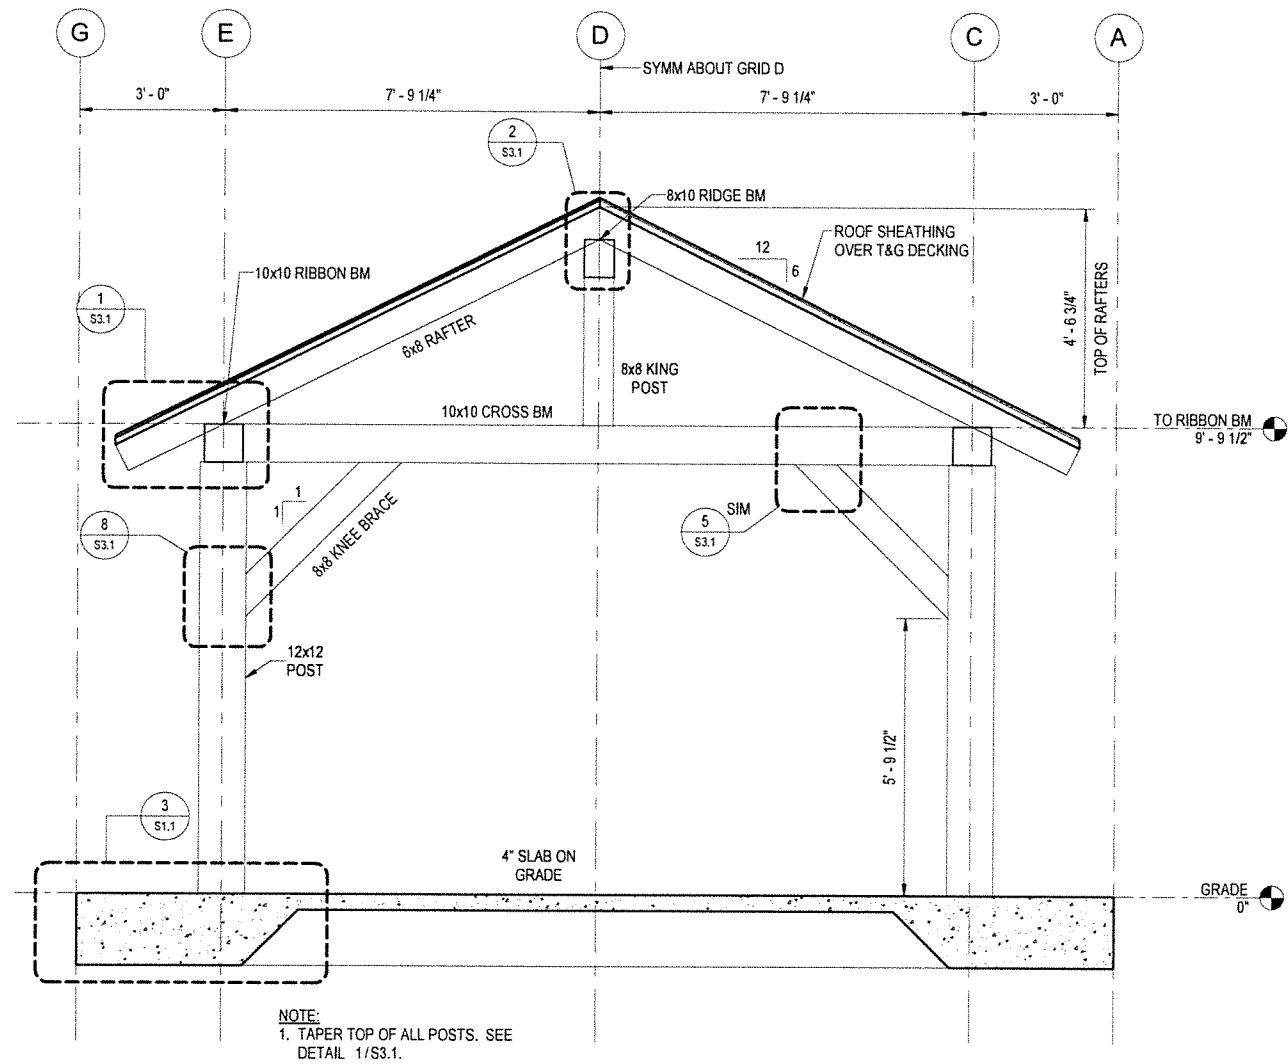 G
E
D
C
A
SYMM ABOUT GRID D
3' - 0"
7' - 9 1/4"
7' - 9 1/4"
3' - 0"
2
S3.1
8x10 RIDGE BM
ROOF SHEATHING
OVER T&G DECKING
12
6
10x10 RIBBON BM
1
S3.1
6x8 RAFTER
4' - 6 3/4"
TOP OF RAFTERS
8x8 KING
POST
10x10 CROSS BM
TO RIBBON BM
9' - 9 1/2"
1
1
8x8 KNEE BRACE
8
S3.1
SIM
5
S3.1
12x12
POST
5' - 9 1/2"
3
S1.1
4" SLAB ON
GRADE
GRADE
0"
NOTE:
1. TAPER TOP OF ALL POSTS. SEE
DETAIL 1/S3.1.